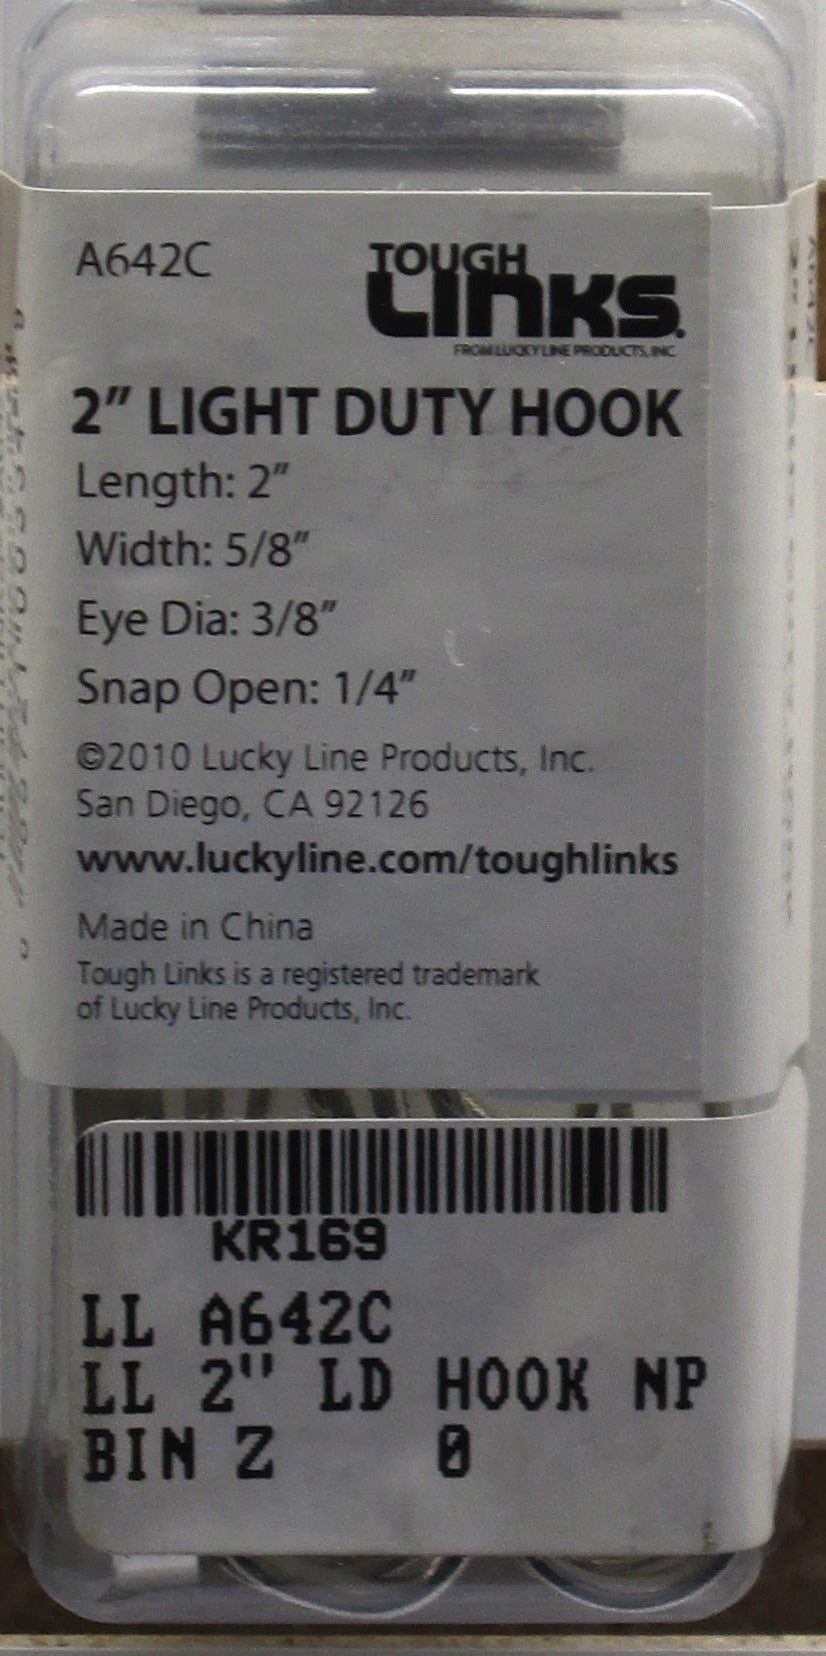 A642C
TOUGH
LINKS.
FROM LUCKY LINE PRODUCTS, INC.
2" LIGHT DUTY HOOK
Length: 2"
Width: 5/8"
Eye Dia: 3/8"
Snap Open: 1/4"
©2010 Lucky Line Products, Inc.
San Diego, CA 92126
www.luckyline.com/toughlinks
Made in China
Tough Links is a registered trademark
of Lucky Line Products, Inc.
KR169
LL A642C
LL 2" LD HOOK NP
BIN Z 0